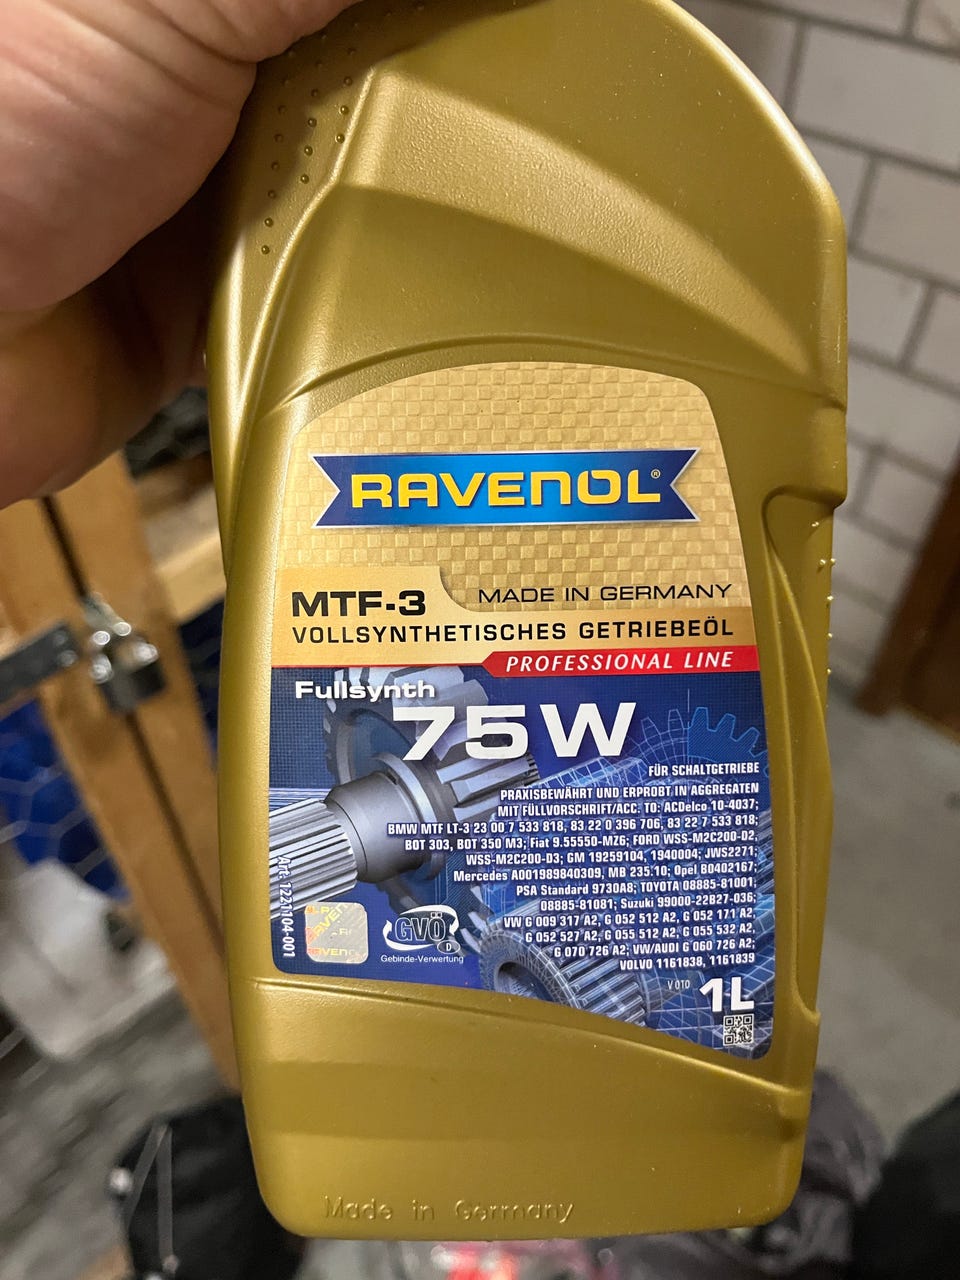 RAVENOL®
MTF-3
MADE IN GERMANY
VOLLSYNTHETISCHES GETRIEBEÖL
PROFESSIONAL LINE
Fullsynth
75W
FÜR SCHALTGETRIEBE
PRAXISBEWÄHRT UND ERPROBT IN AGGREGATEN
MIT FÜLLVORSCHRIFT/ACC. TO: ACDelco 10-4037;
BMW MTF LT-3 23 00 7 533 818, 83 22 0 396 706, 83 22 7 533 818;
BOT 303, BOT 350 M3; Fiat 9.55550-MZ6; FORD WSS-M2C200-D2,
WSS-M2C200-D3; GM 19259104, 1940004; JWS2271;
Mercedes A001989840309, MB 235.10; Opel B0402167;
PSA Standard 9730A8; TOYOTA 08885-81001,
08885-81081; Suzuki 99000-22B27-036;
VW G 009 317 A2, G 052 512 A2, G 052 171 A2,
G 052 527 A2, G 055 512 A2, G 055 532 A2,
G 070 726 A2; VW/AUDI G 060 726 A2;
VOLVO 1161838, 1161839
Art. 1221104-001
RAVEN
GVÖ
D
Gebinde-Verwertung
1L
Made in Germany